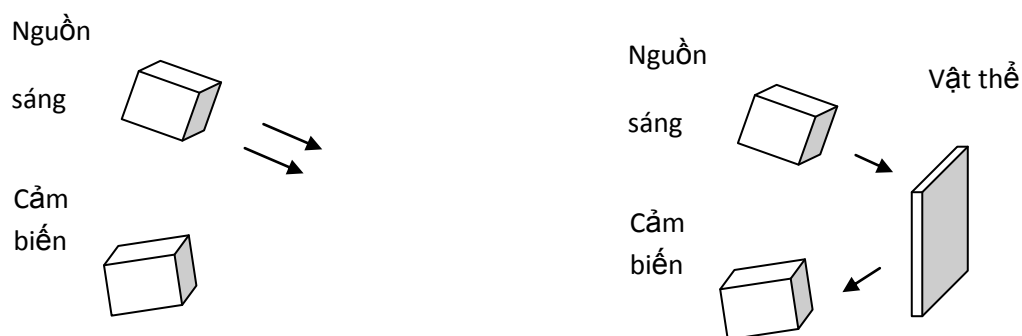 Nguồn
sáng
Cảm
biến
Nguồn
sáng
Vật thể
Cảm
biến